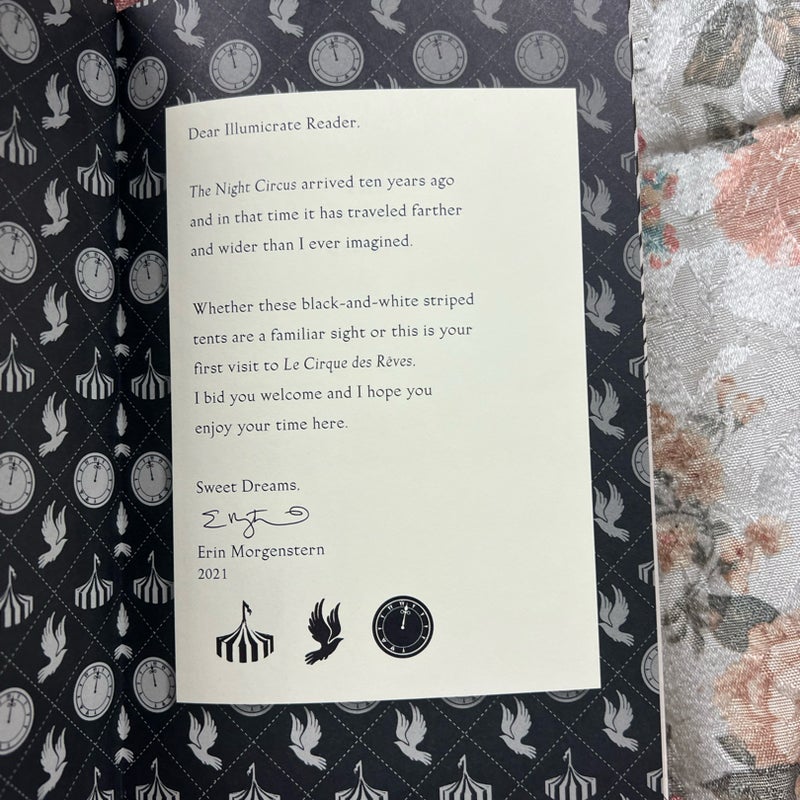 Dear Illumicrate Reader.
The Night Circus arrived ten years ago
and in that time it has traveled farther
and wider than I ever imagined.
Whether these black-and-white striped
tents are a familiar sight or this is your
first visit to Le Cirque des Rêves.
I bid you welcome and I hope you
enjoy your time here.
Sweet Dreams.
Erin Morgenstern
2021